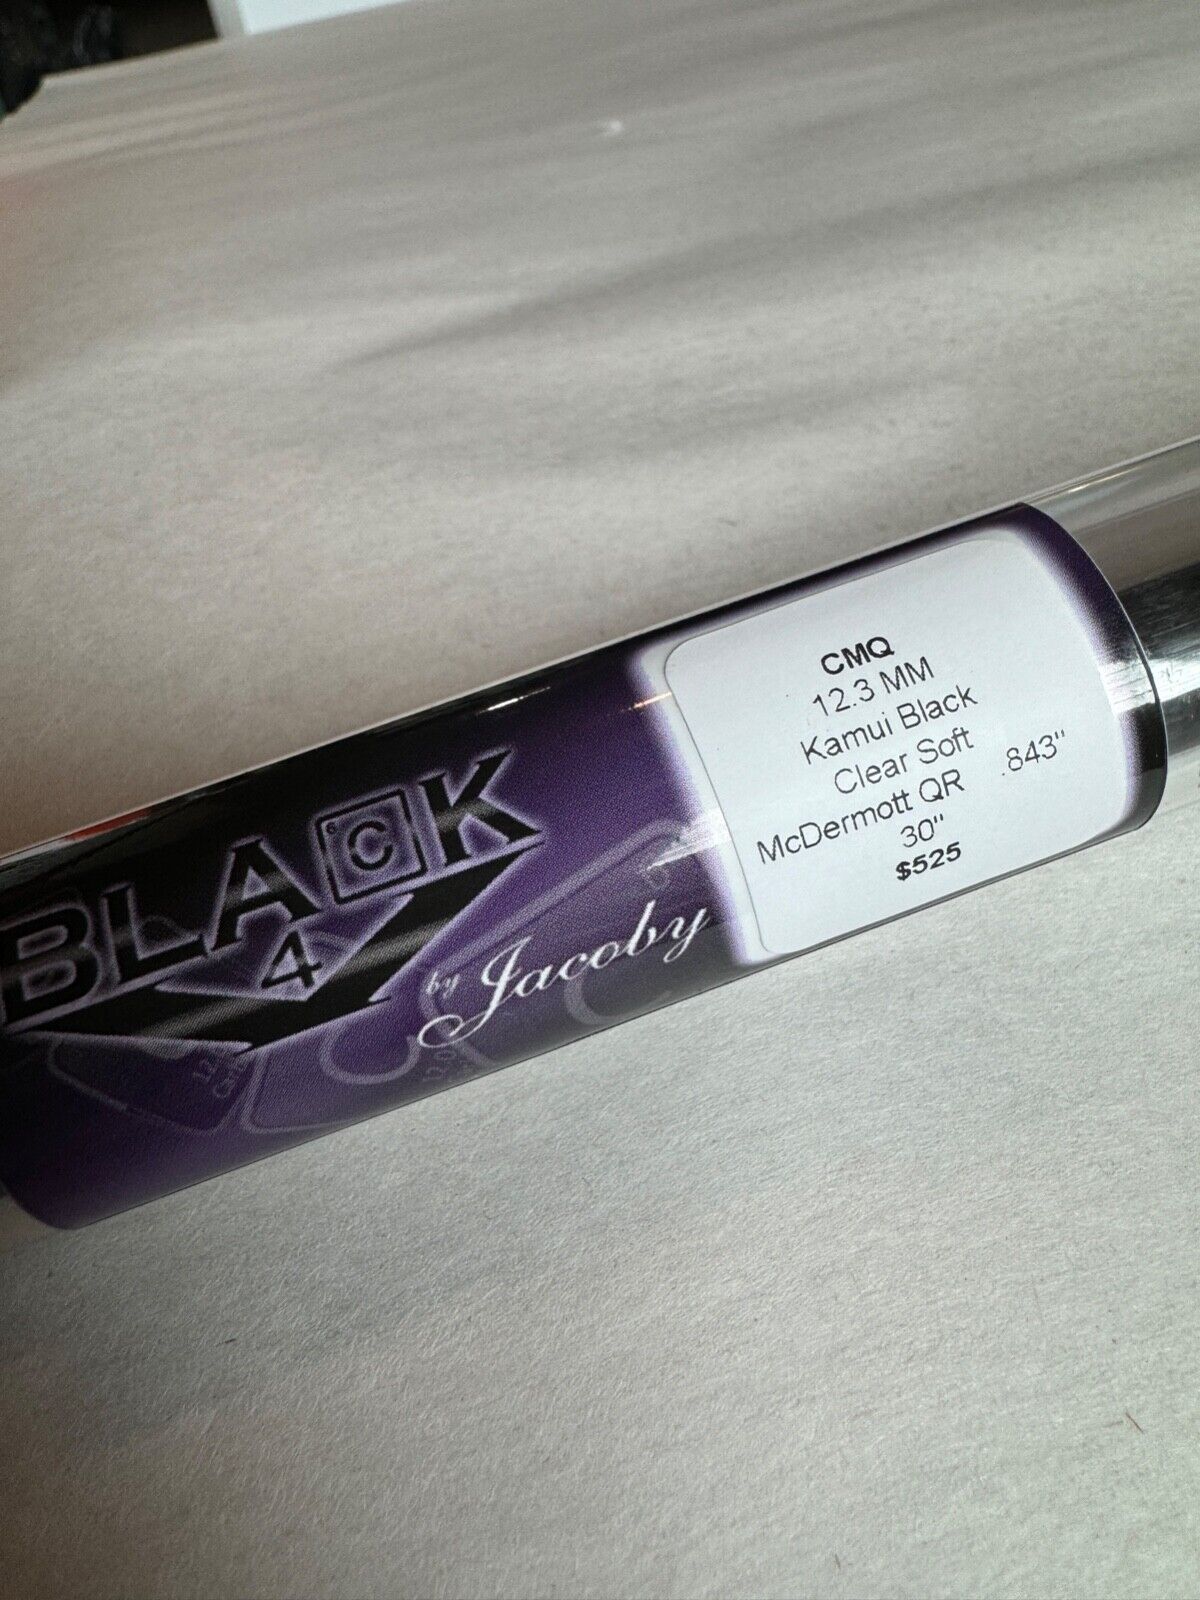 BLACK
4
by Jacoby
CMQ
12.3 MM
Kamui Black
Clear Soft
McDermott QR .843"
30"
$525